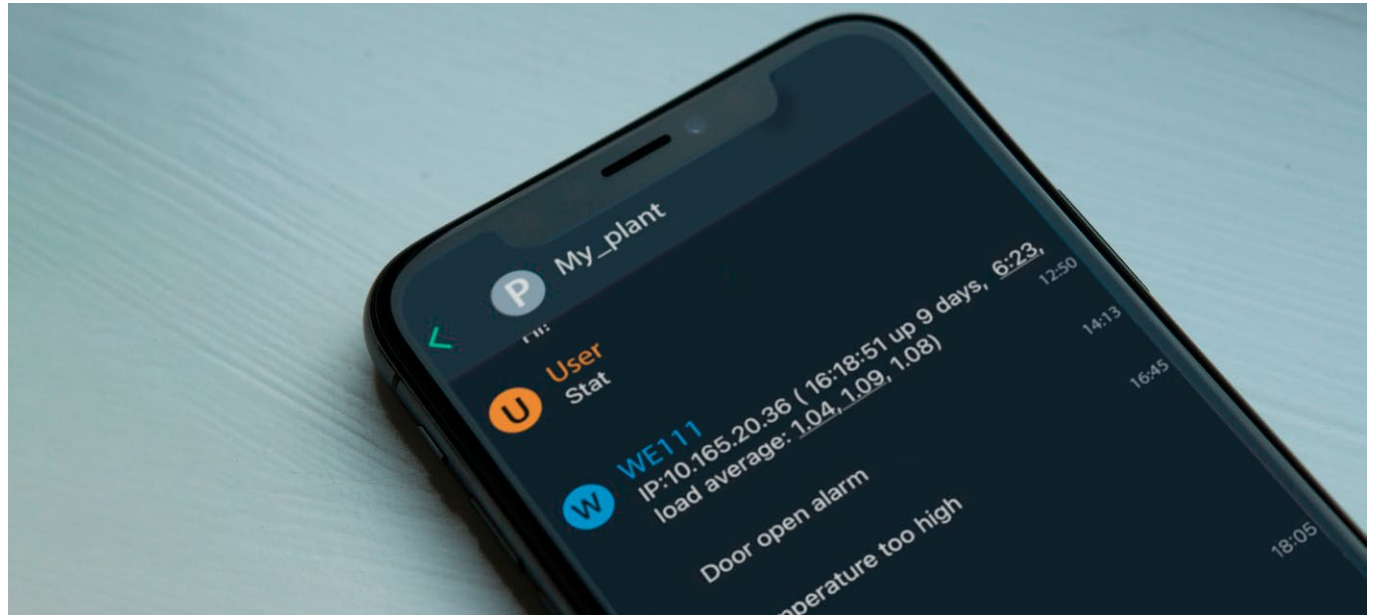 P
My_plant
U
User
Stat
W
WE111
IP:10.165.20.36 ( 16:18:51 up 9 days, 6:23,
load average: 1.04, 1.09, 1.08)
12:50
Door open alarm
14:13
too high
16:45
18:05